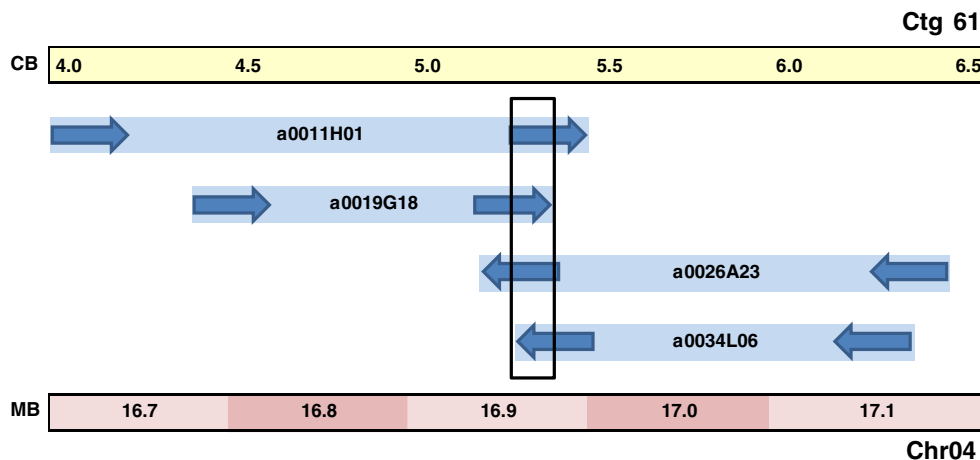 Ctg 61
CB 4.0 4.5 5.0 5.5 6.0 6.5
a0011H01
a0019G18
a0026A23
a0034L06
MB 16.7 16.8 16.9 17.0 17.1
Chr04